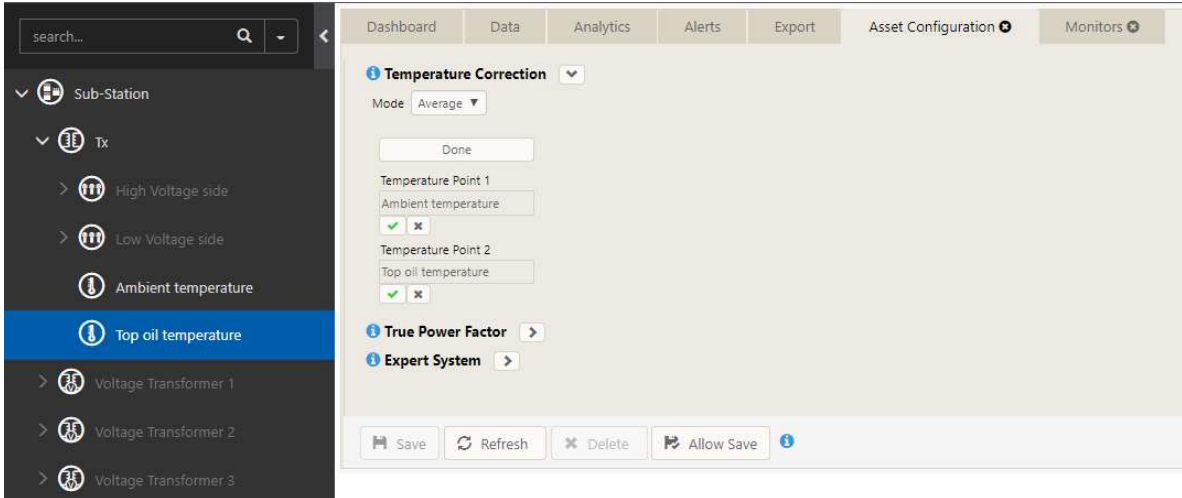 search...
Sub-Station
Tx
High Voltage side
Low Voltage side
Ambient temperature
Top oil temperature
Voltage Transformer 1
Voltage Transformer 2
Voltage Transformer 3
Dashboard Data Analytics Alerts Export Asset Configuration Monitors
Temperature Correction
Mode Average
Done
Temperature Point 1
Ambient temperature
Temperature Point 2
Top oil temperature
True Power Factor
Expert System
Save Refresh Delete Allow Save